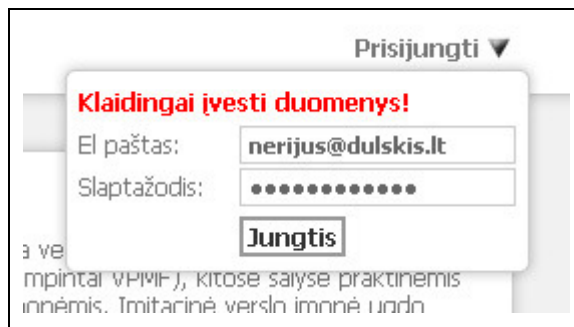 Prisijungti ▼
Klaidingai įvesti duomenys!
El paštas: nerijus@dulskis.lt
Slaptažodis: ●●●●●●●●●●●●
Jungtis
a ve
VPMF), kitose šalyse praktinėmis
Imitacinė verslo įmonė ugdo